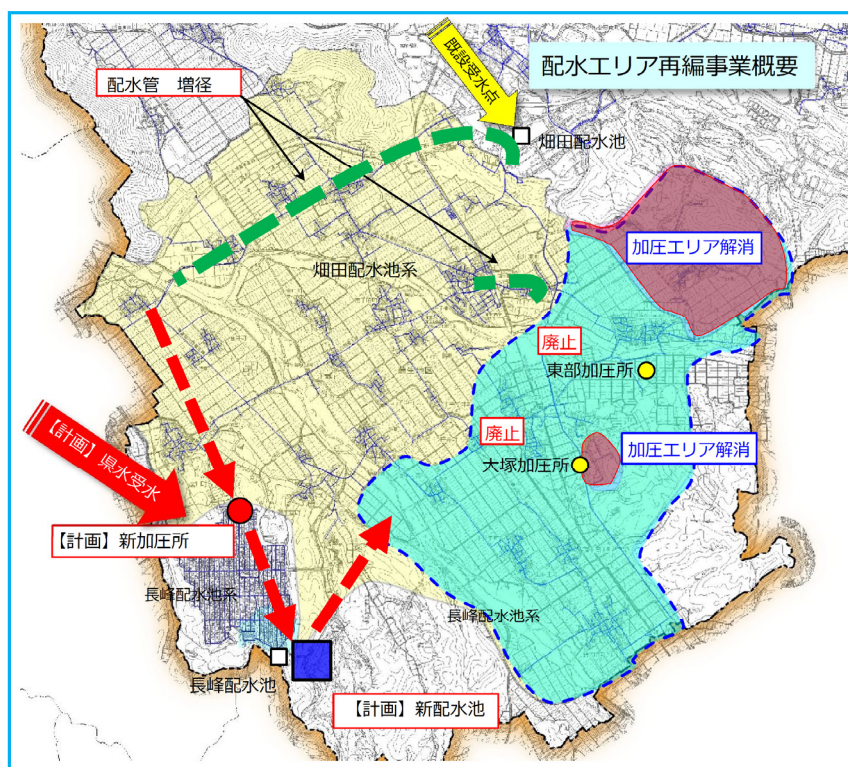 配水エリア再編事業概要
既設受水点
配水管 増径
畑田配水池
加圧エリア解消
畑田配水池系
廃止
東部加圧所
廃止
加圧エリア解消
大塚加圧所
【計画】県水受水
【計画】新加圧所
長峰配水池系
長峰配水池系
長峰配水池
【計画】新配水池